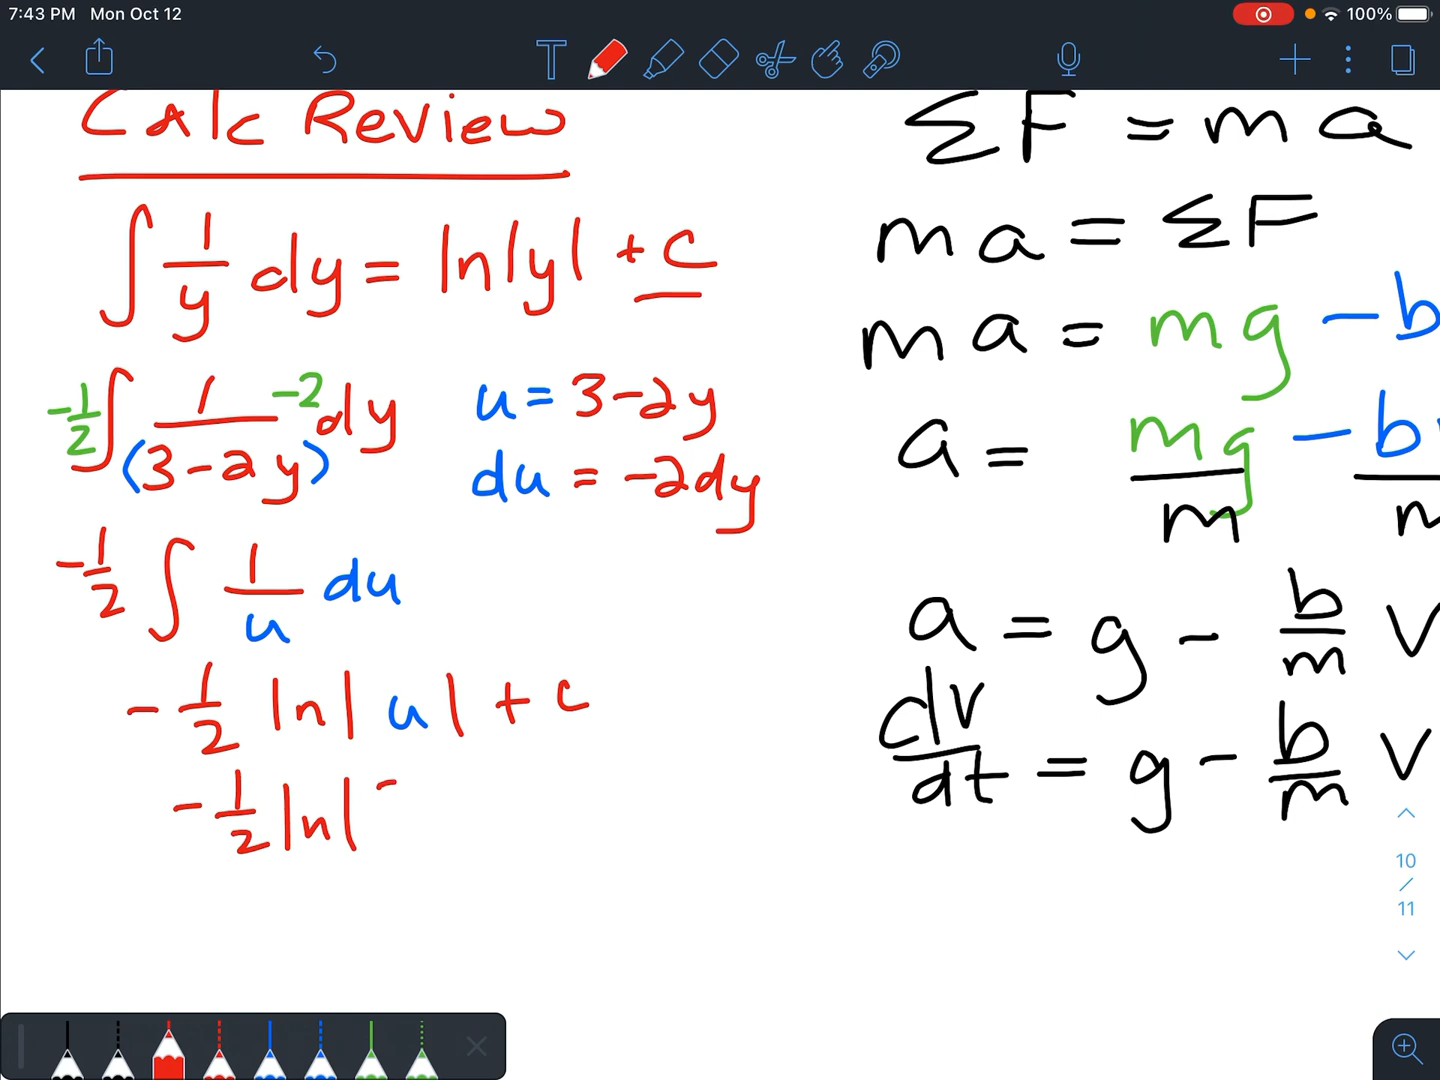 7:43 PM Mon Oct 12
100%
T
Calc Review
∫ 1/y dy = ln|y| + c
-1/2 ∫ 1/(3-2y) -2 dy
u = 3-2y
du = -2dy
-1/2 ∫ 1/u du
- 1/2 ln|u| + c
- 1/2 ln|
ΣF = ma
ma = ΣF
ma = mg - b
a = mg/m - b
a = g - b/m v
dv/dt = g - b/m v
10
/
11